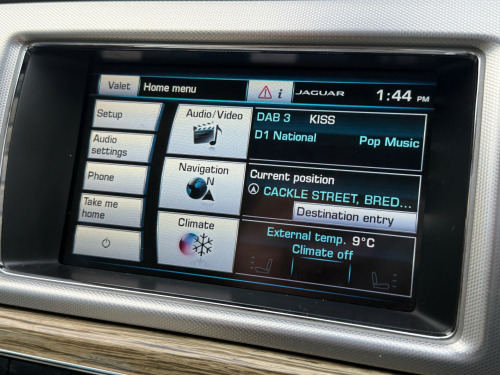 Valet
Home menu
i
JAGUAR
1:44 PM
Setup
Audio
settings
Phone
Take me
home
Audio/Video
Navigation
N
Climate
DAB 3 KISS
D1 National Pop Music
Current position
CACKLE STREET, BRED...
Destination entry
External temp. 9°C
Climate off